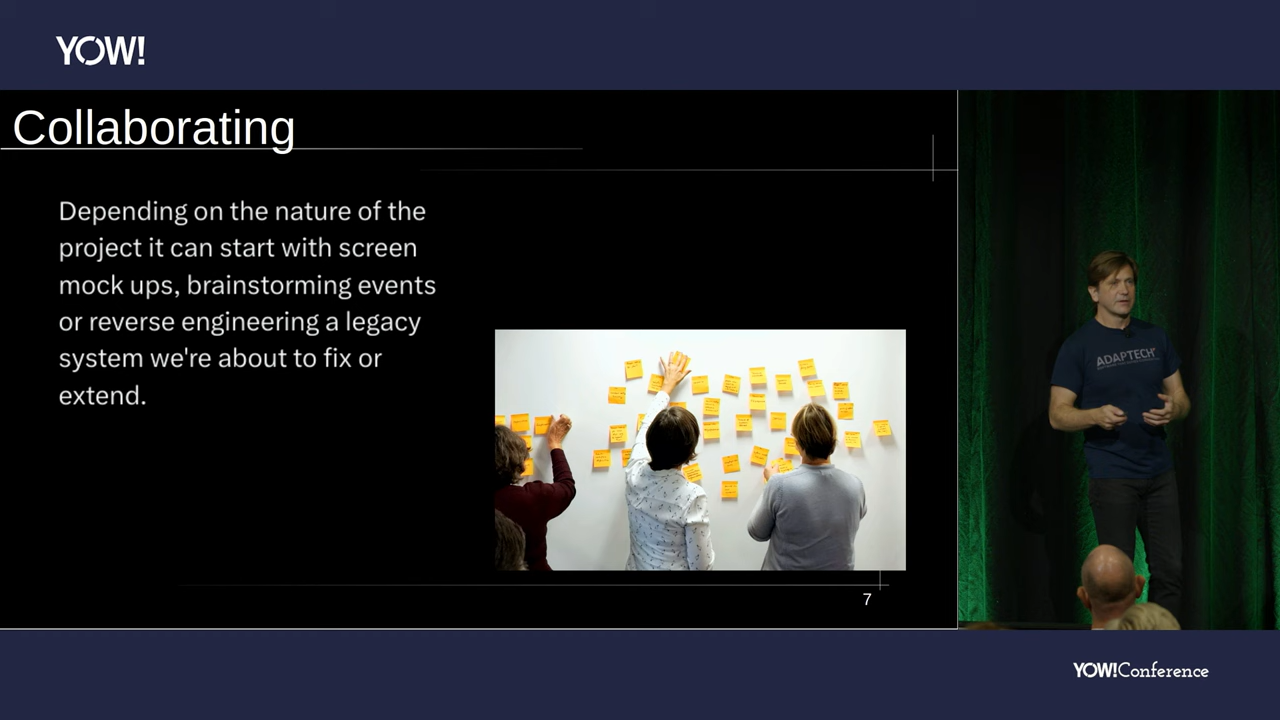 YOW!
Collaborating
Depending on the nature of the
project it can start with screen
mock ups, brainstorming events
or reverse engineering a legacy
system we're about to fix or
extend.
7
ADAPTECH
YOW!Conference